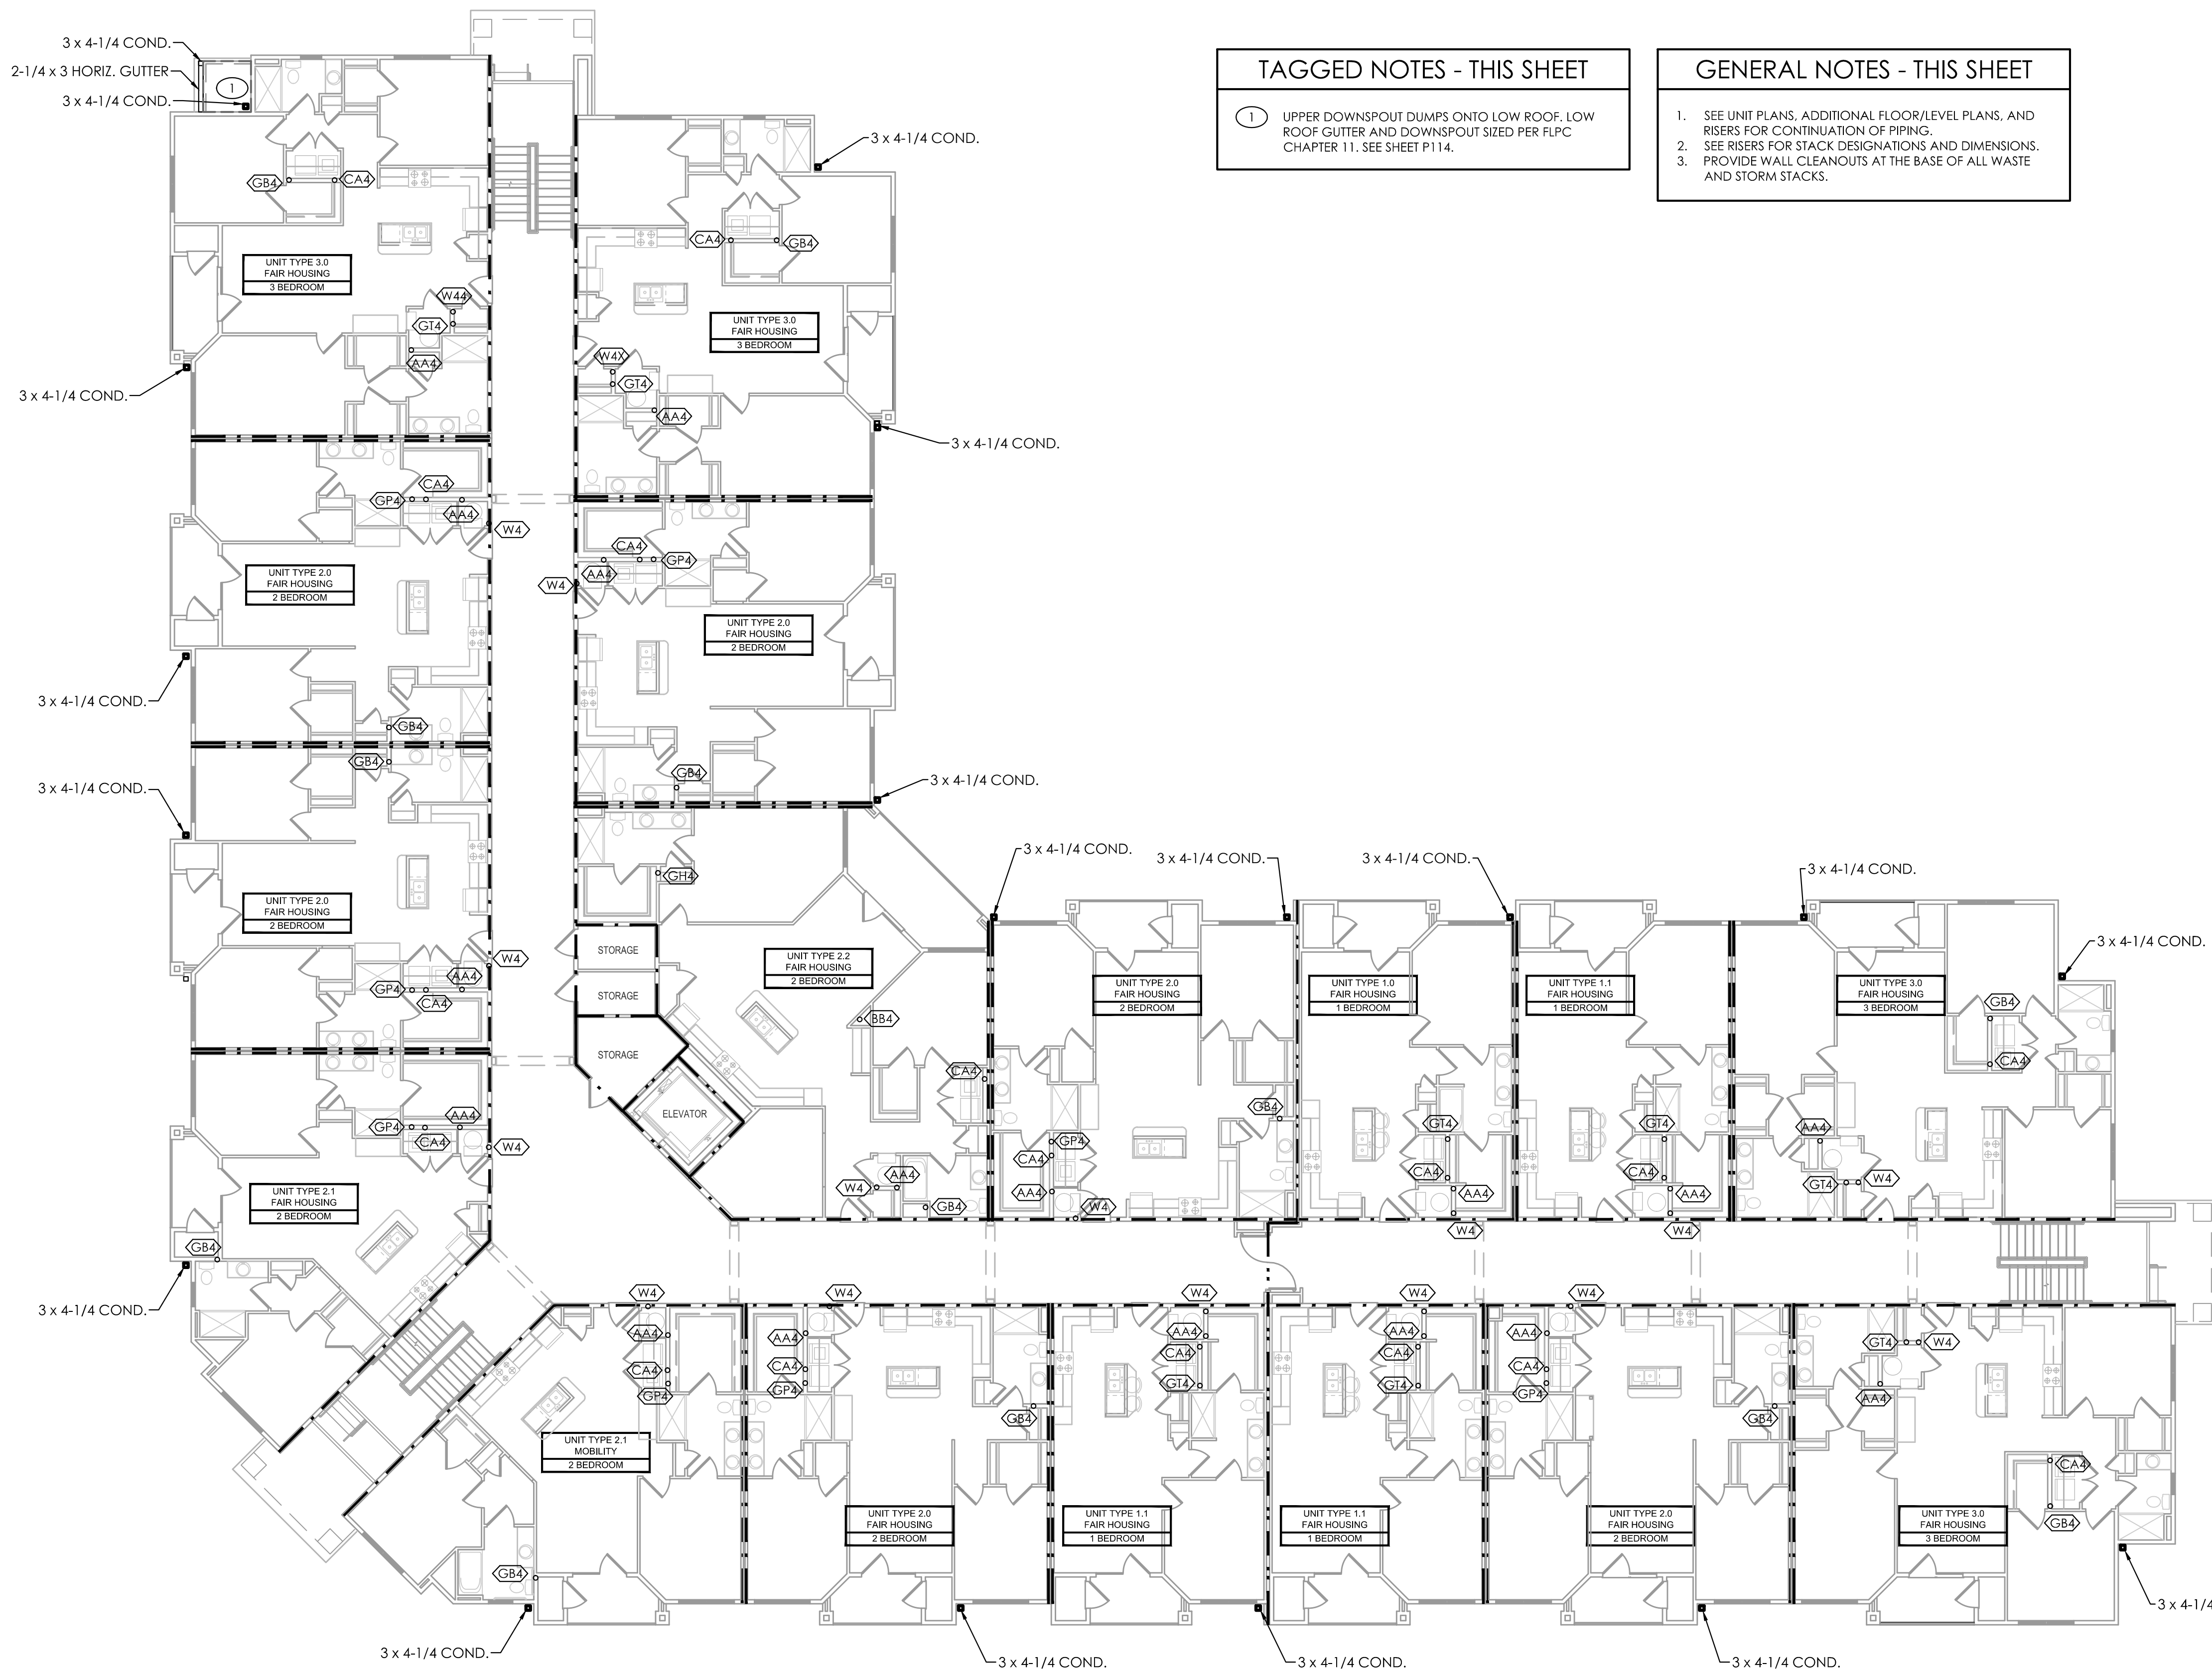 3 x 4-1/4 COND.
2-1/4 x 3 HORIZ. GUTTER
3 x 4-1/4 COND.
1
TAGGED NOTES - THIS SHEET
1 UPPER DOWNSPOUT DUMPS ONTO LOW ROOF. LOW
ROOF GUTTER AND DOWNSPOUT SIZED PER FLPC
CHAPTER 11. SEE SHEET P114.
GENERAL NOTES - THIS SHEET
1. SEE UNIT PLANS, ADDITIONAL FLOOR/LEVEL PLANS, AND
RISERS FOR CONTINUATION OF PIPING.
2. SEE RISERS FOR STACK DESIGNATIONS AND DIMENSIONS.
3. PROVIDE WALL CLEANOUTS AT THE BASE OF ALL WASTE
AND STORM STACKS.
3 x 4-1/4 COND.
GB4
CA4
CA4
GB4
UNIT TYPE 3.0
FAIR HOUSING
3 BEDROOM
W44
GT4
AA4
UNIT TYPE 3.0
FAIR HOUSING
3 BEDROOM
W4X
GT4
AA4
3 x 4-1/4 COND.
3 x 4-1/4 COND.
CA4
GP4
AA4
W4
CA4
GP4
AA4
W4
UNIT TYPE 2.0
FAIR HOUSING
2 BEDROOM
UNIT TYPE 2.0
FAIR HOUSING
2 BEDROOM
3 x 4-1/4 COND.
GB4
GB4
GB4
3 x 4-1/4 COND.
3 x 4-1/4 COND.
UNIT TYPE 2.0
FAIR HOUSING
2 BEDROOM
GH4
STORAGE
STORAGE
STORAGE
ELEVATOR
W4
AA4
GP4
CA4
UNIT TYPE 2.2
FAIR HOUSING
2 BEDROOM
BB4
CA4
W4
AA4
GB4
3 x 4-1/4 COND.
3 x 4-1/4 COND.
3 x 4-1/4 COND.
3 x 4-1/4 COND.
3 x 4-1/4 COND.
UNIT TYPE 2.0
FAIR HOUSING
2 BEDROOM
UNIT TYPE 1.0
FAIR HOUSING
1 BEDROOM
UNIT TYPE 1.1
FAIR HOUSING
1 BEDROOM
UNIT TYPE 3.0
FAIR HOUSING
3 BEDROOM
GB4
CA4
GB4
GP4
CA4
AA4
W4
GT4
CA4
AA4
W4
GT4
CA4
AA4
W4
AA4
GT4
W4
AA4
GP4
CA4
W4
UNIT TYPE 2.1
FAIR HOUSING
2 BEDROOM
GB4
3 x 4-1/4 COND.
W4
AA4
CA4
GP4
W4
AA4
CA4
GP4
GB4
W4
AA4
CA4
GT4
W4
AA4
CA4
GT4
W4
AA4
CA4
GP4
GB4
GT4
W4
AA4
CA4
GB4
UNIT TYPE 2.1
MOBILITY
2 BEDROOM
UNIT TYPE 2.0
FAIR HOUSING
2 BEDROOM
UNIT TYPE 1.1
FAIR HOUSING
1 BEDROOM
UNIT TYPE 1.1
FAIR HOUSING
1 BEDROOM
UNIT TYPE 2.0
FAIR HOUSING
2 BEDROOM
UNIT TYPE 3.0
FAIR HOUSING
3 BEDROOM
GB4
3 x 4-1/4
3 x 4-1/4 COND.
3 x 4-1/4 COND.
3 x 4-1/4 COND.
3 x 4-1/4 COND.